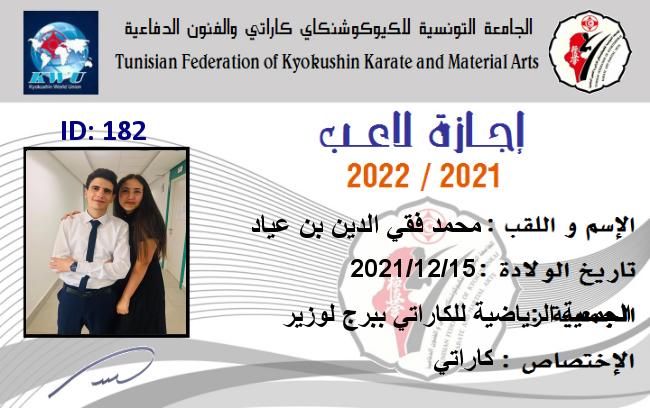 الجامعة التونسية للكيوكوشنكاي كاراتي والفنون الدفاعية
Tunisian Federation of Kyokushin Karate and Material Arts
KWU
Kyokushin World Union
ID: 182
إجازة لاعب
2022 / 2021
الإسم و اللقب : محمد فقي الدين بن عياد
تاريخ الولادة : 2021/12/15
الرياضية للكاراتي ببرج لوزير
الإختصاص : كاراتي